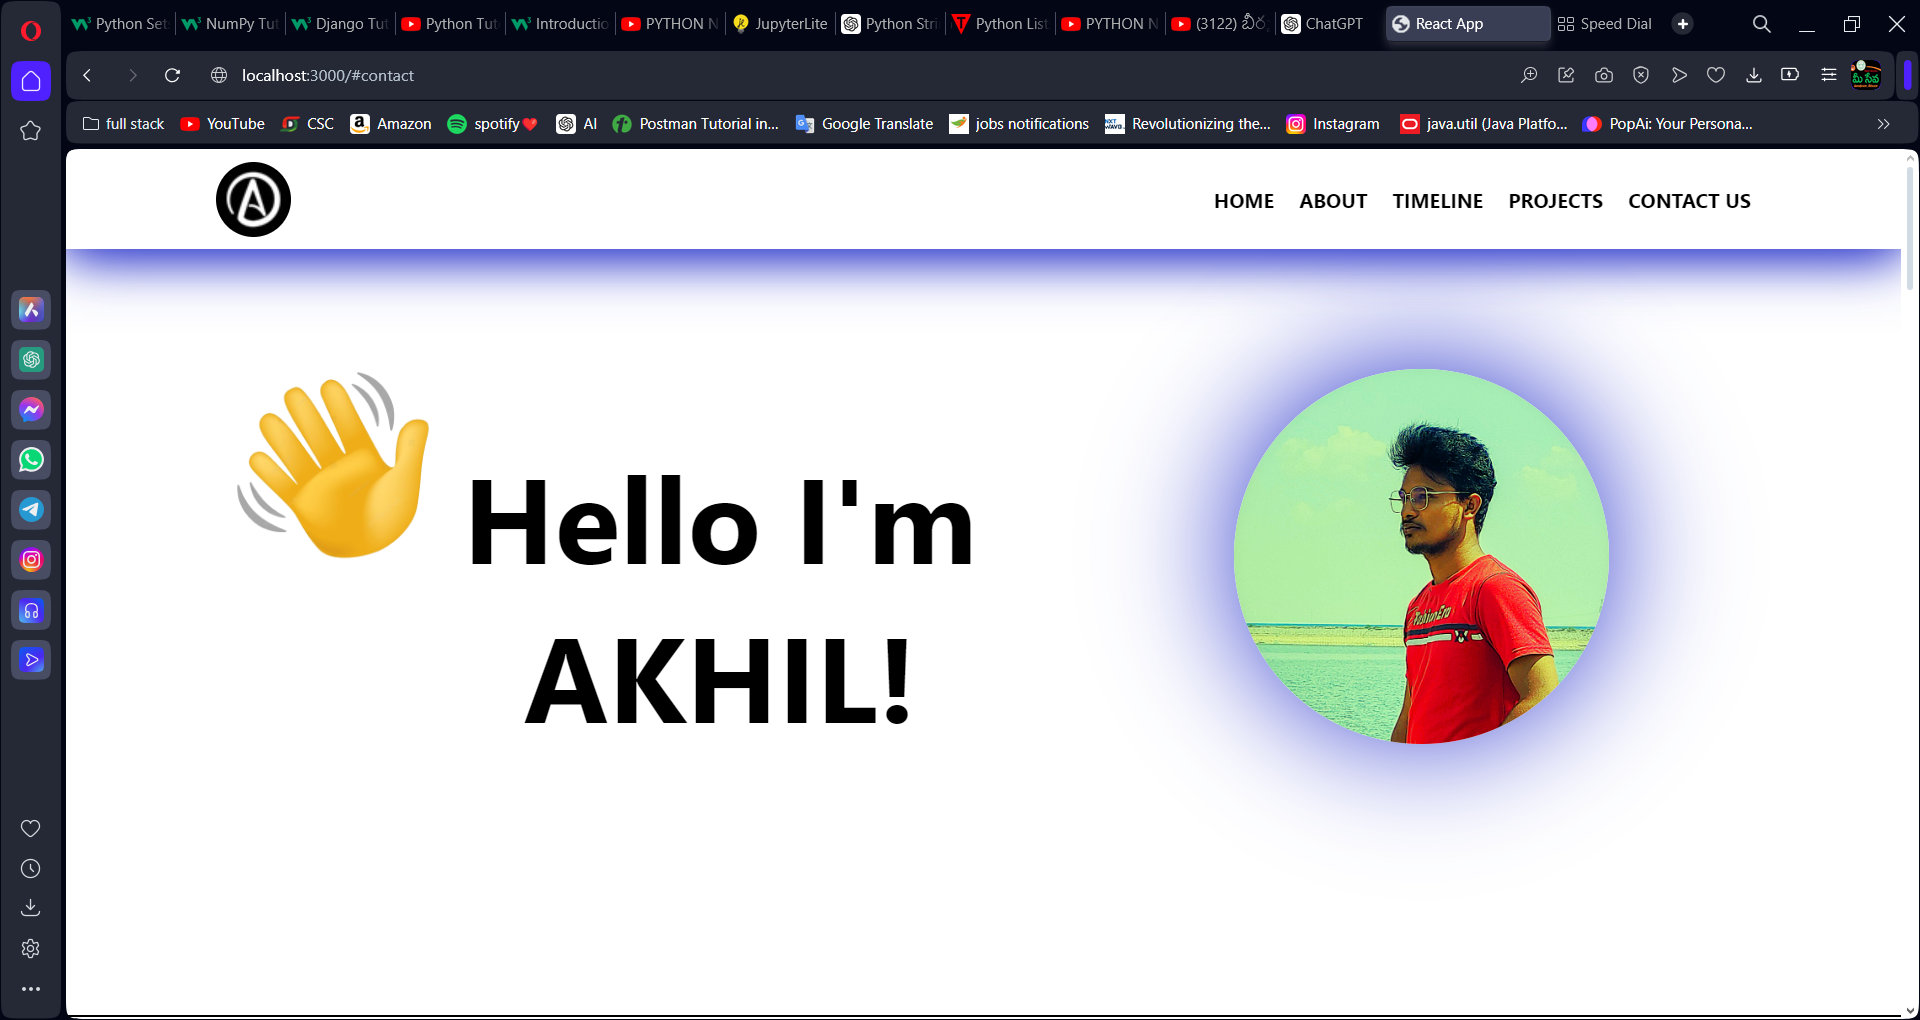 Python Set
NumPy Tut
Django Tut
Python Tut
Introductio
PYTHON N
JupyterLite
Python Stri
Python List
PYTHON N
(3122)
ChatGPT
React App
Speed Dial
localhost:3000/#contact
మీ సేవ
full stack
YouTube
CSC
Amazon
spotify❤️
AI
Postman Tutorial in...
Google Translate
jobs notifications
Revolutionizing the...
Instagram
java.util (Java Platfo...
PopAi: Your Persona...
HOME
ABOUT
TIMELINE
PROJECTS
CONTACT US
Hello I'm
AKHIL!